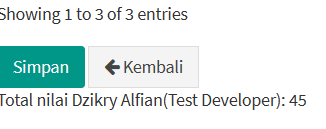 Showing 1 to 3 of 3 entries
Simpan Kembali
Total nilai Dzikry Alfian(Test Developer): 45